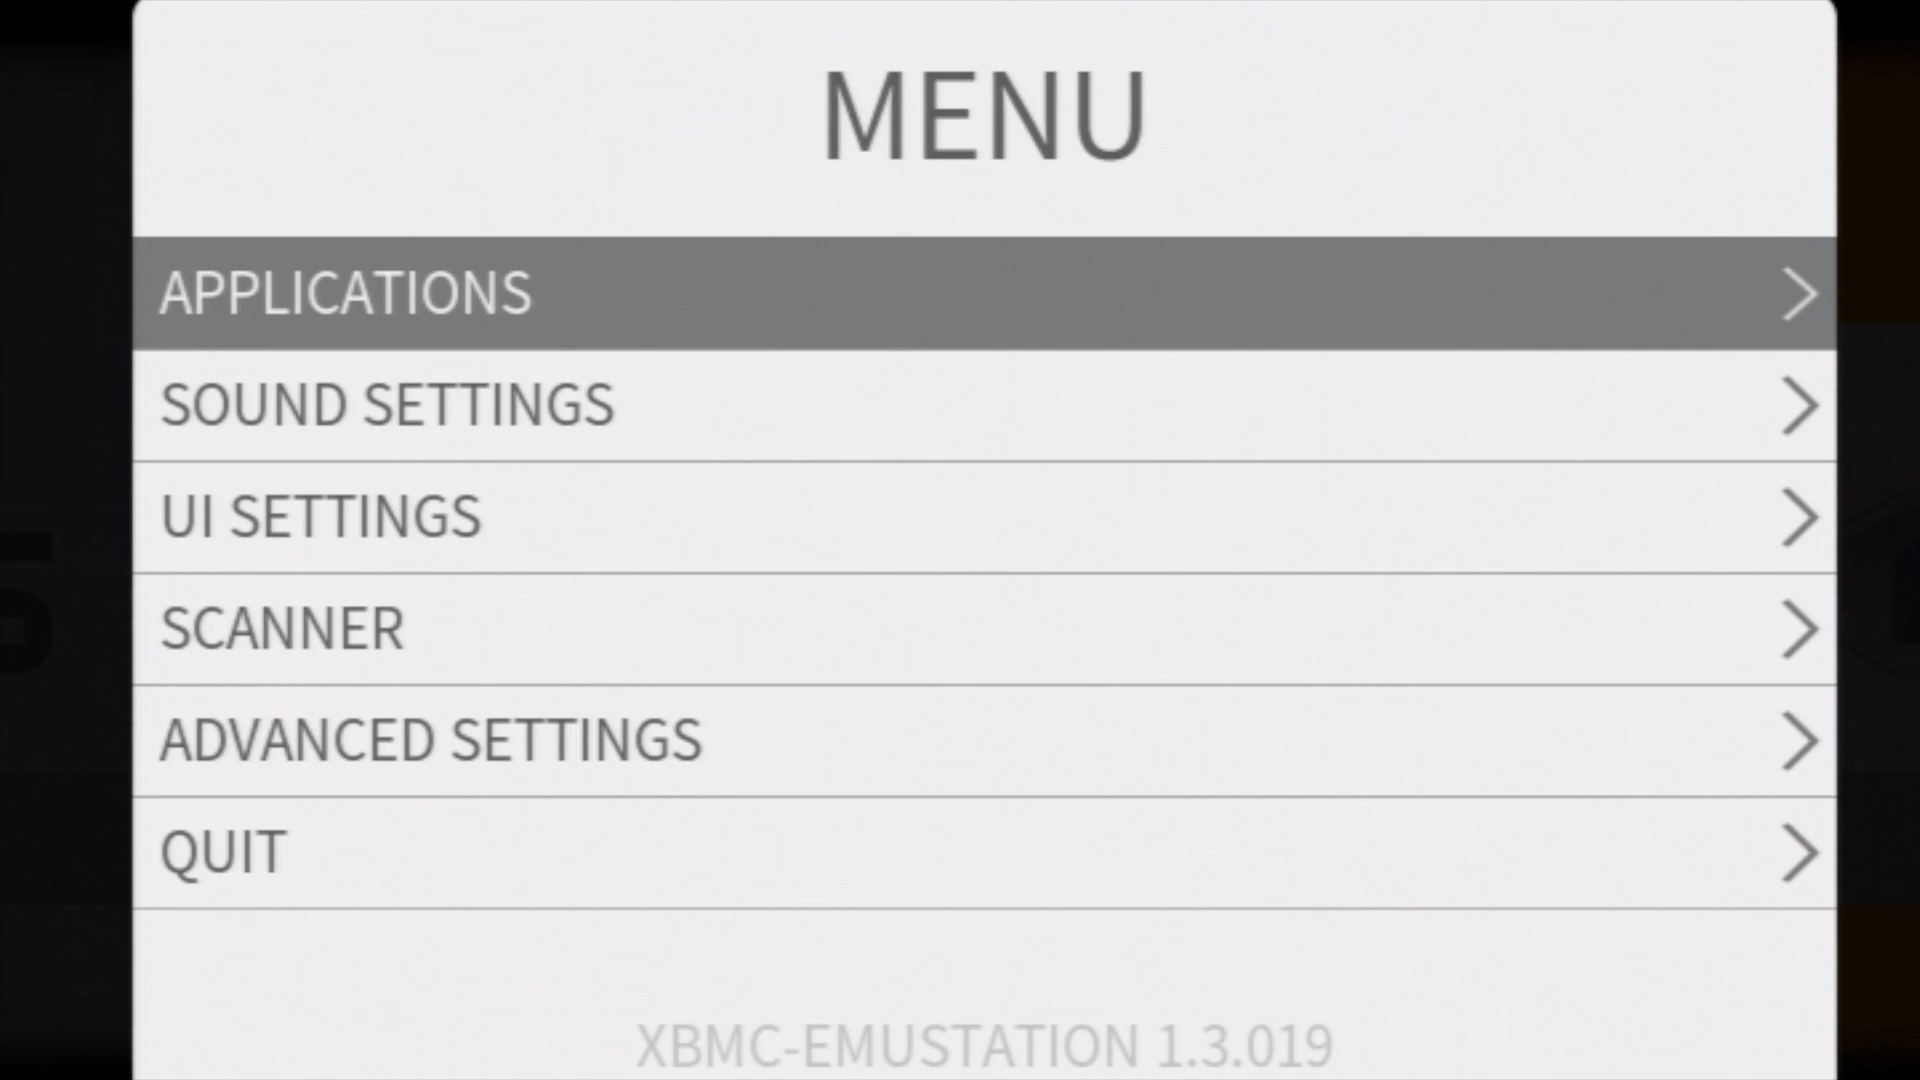 MENU
APPLICATIONS
SOUND SETTINGS
UI SETTINGS
SCANNER
ADVANCED SETTINGS
QUIT
XBMC-EMUSTATION 1.3.019